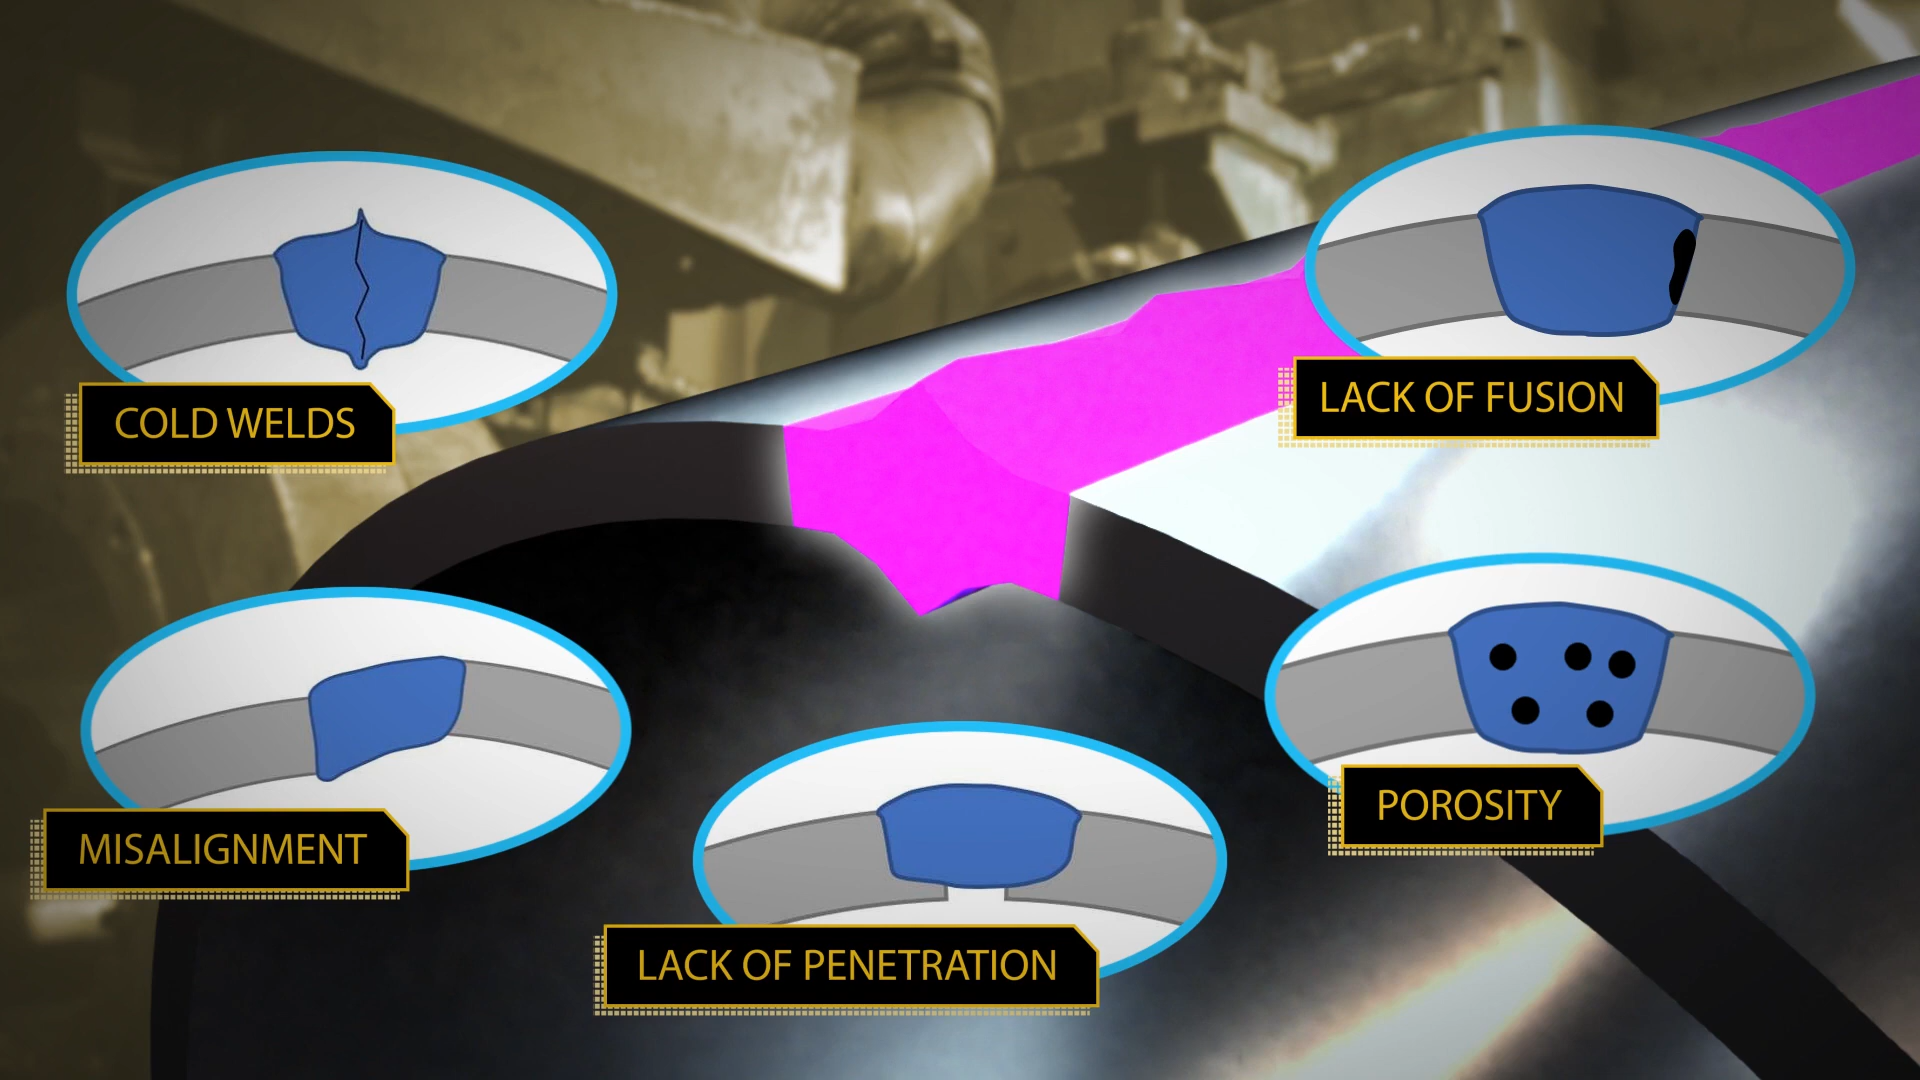 COLD WELDS
LACK OF FUSION
MISALIGNMENT
POROSITY
LACK OF PENETRATION